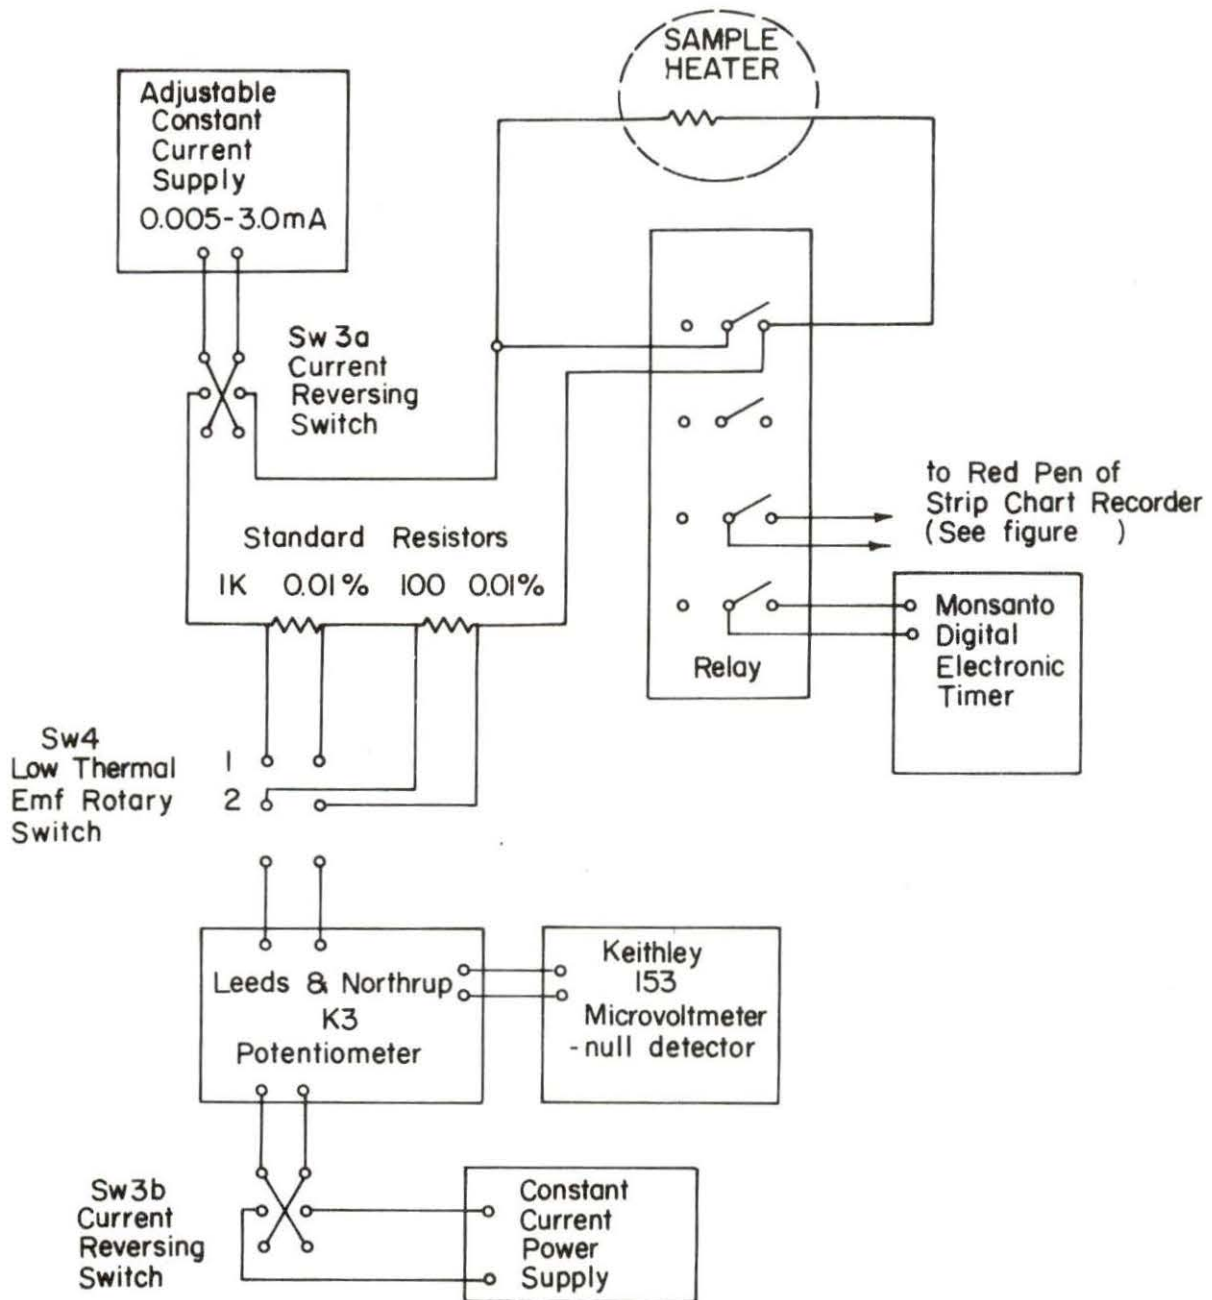 SAMPLE
HEATER
Adjustable
Constant
Current
Supply
0.005-3.0mA
Sw 3a
Current
Reversing
Switch
to Red Pen of
Strip Chart Recorder
(See figure )
Standard Resistors
1K 0.01% 100 0.01%
Monsanto
Digital
Electronic
Timer
Relay
Sw4
Low Thermal
Emf Rotary
Switch
1
2
Leeds & Northrup
K3
Potentiometer
Keithley
153
Microvoltmeter
-null detector
Sw3b
Current
Reversing
Switch
Constant
Current
Power
Supply